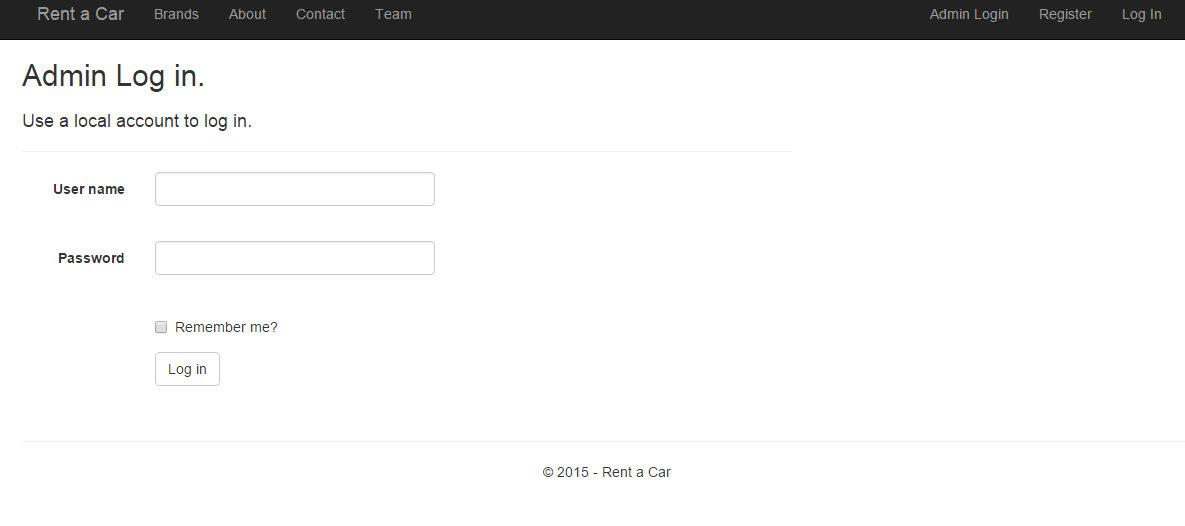 Rent a Car Brands About Contact Team Admin Login Register Log In
Admin Log in.
Use a local account to log in.
User name
Password
Remember me?
Log in
© 2015 - Rent a Car